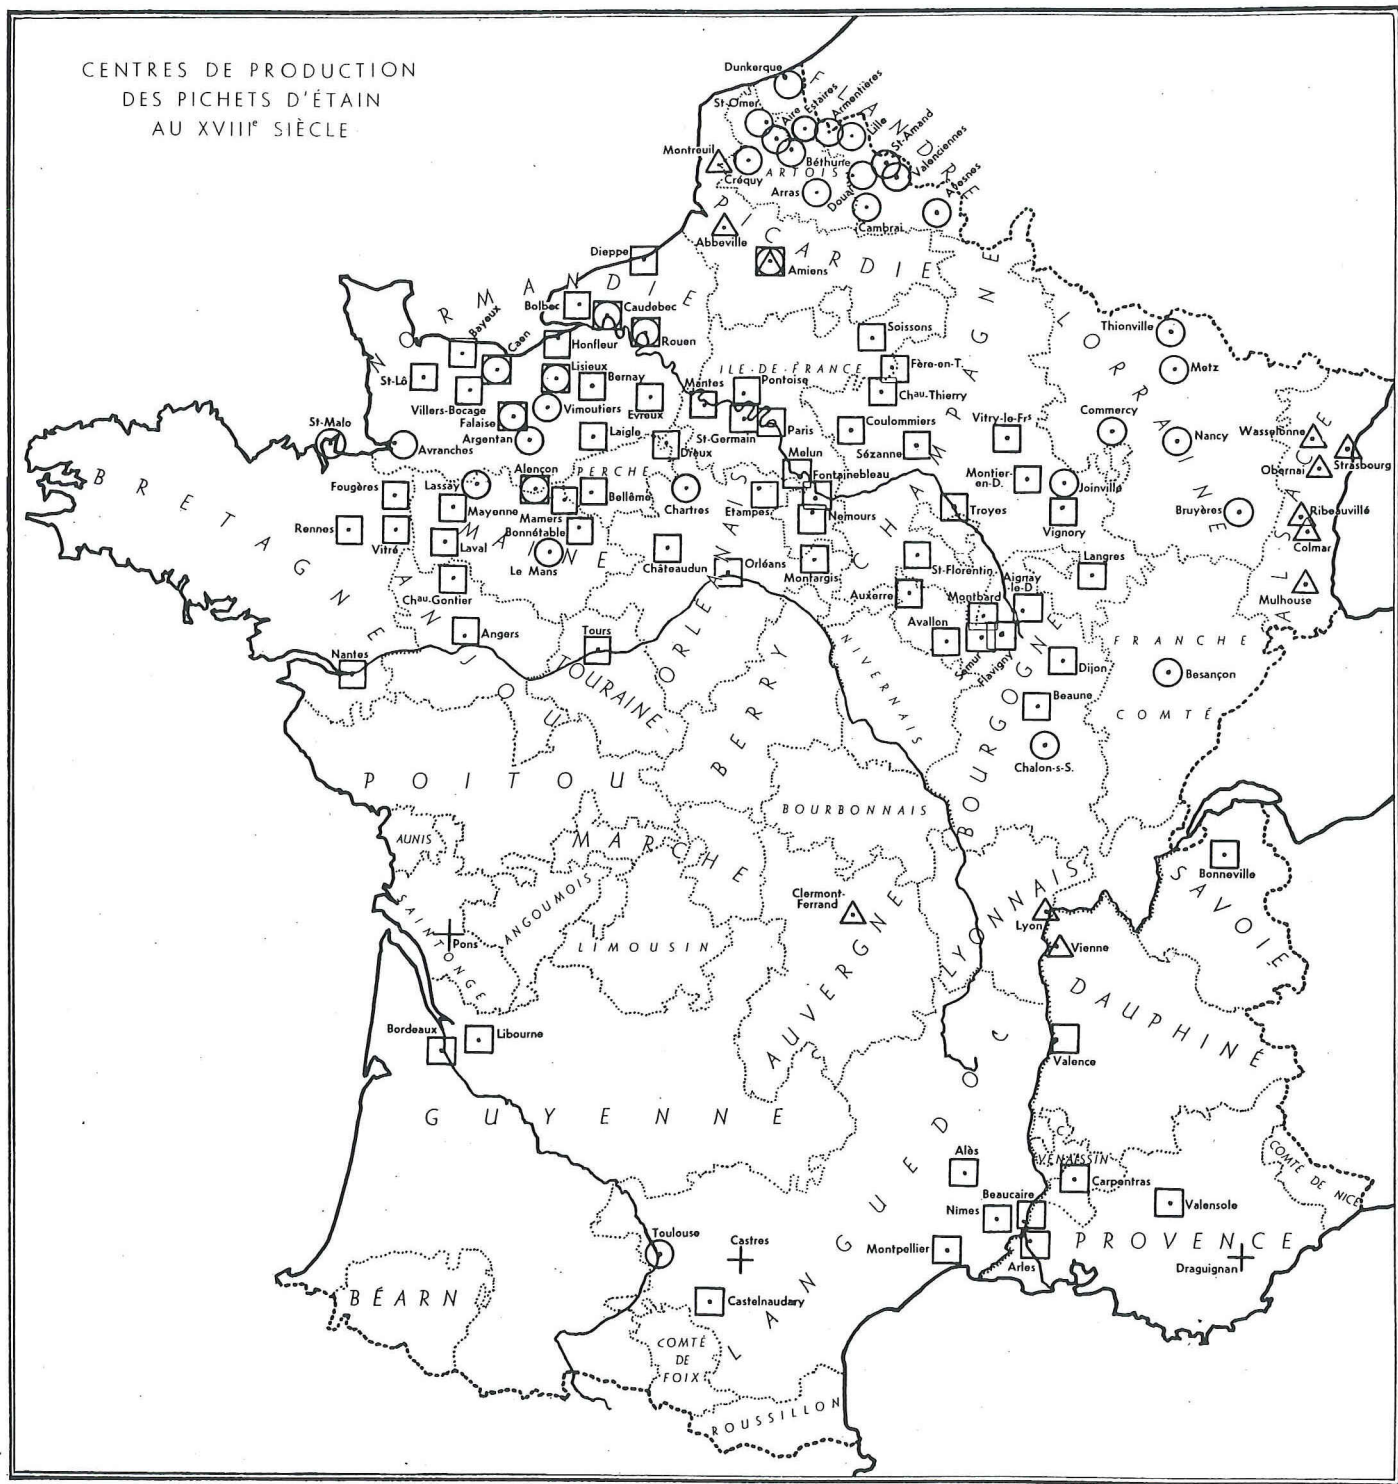 CENTRES DE PRODUCTION
DES PICHETS D'ÉTAIN
AU XVIIIe SIÈCLE
Dunkerque
FLANDRE
St-Omer
Aire
Estaires
Armentières
Lille
St-Amand
Valenciennes
Avesnes
Montreuil
Créquy
Béthune
ARTOIS
Arras
Douai
Cambrai
PICARDIE
Abbeville
Amiens
Dieppe
NORMANDIE
Bolbec
Caudebec
Rouen
Bayeux
Caen
Honfleur
St-Lô
Lisieux
Bernay
Villers-Bocage
Falaise
Vimoutiers
Évreux
Argentan
Laigle
Avranches
St-Malo
Soissons
ILE-DE-FRANCE
Fère-en-T.
Mantes
Pontoise
Chau.Thierry
St-Germain
Paris
Coulommiers
Sézanne
Vitry-le-Frs
CHAMPAGNE
Thionville
LORRAINE
Metz
Commercy
Nancy
Wasselonne
Strasbourg
Obernai
ALSACE
Ribeauvillé
Colmar
Mulhouse
Bruyères
Dreux
Melun
Fontainebleau
Montier-
en-D.
Joinville
PERCHE
Alençon
Lassay
Fougères
Mayenne
Mamers
Bellême
Chartres
Etampes
Nemours
Troyes
Vignory
BRETAGNE
Rennes
Vitré
Laval
MAINE
Bonnétable
Le Mans
Châteaudun
Orléans
ORLÉANAIS
Montargis
St-Florentin
Langres
Aignay
-le-D
Chau.Gontier
ANJOU
Angers
Tours
Nantes
TOURAINE
Auxerre
Montbard
Avallon
Semur
Flavigny
Dijon
FRANCHE
COMTÉ
Besançon
Beaune
Chalon-s-S.
BOURGOGNE
NIVERNAIS
BERRY
POITOU
BOURBONNAIS
AUNIS
MARCHE
SAINTONGE
Pons
ANGOUMOIS
LIMOUSIN
Clermont-
Ferrand
AUVERGNE
LYONNAIS
Lyon
Vienne
SAVOIE
Bonneville
DAUPHINÉ
Valence
Bordeaux
Libourne
GUYENNE
LANGUEDOC
Alès
C.
VENAISSIN
Carpentras
COMTÉ
DE NICE
Beaucaire
Nimes
Valensole
Toulouse
Castres
Montpellier
Arles
PROVENCE
Draguignan
BÉARN
Castelnaudary
COMTÉ
DE
FOIX
ROUSSILLON